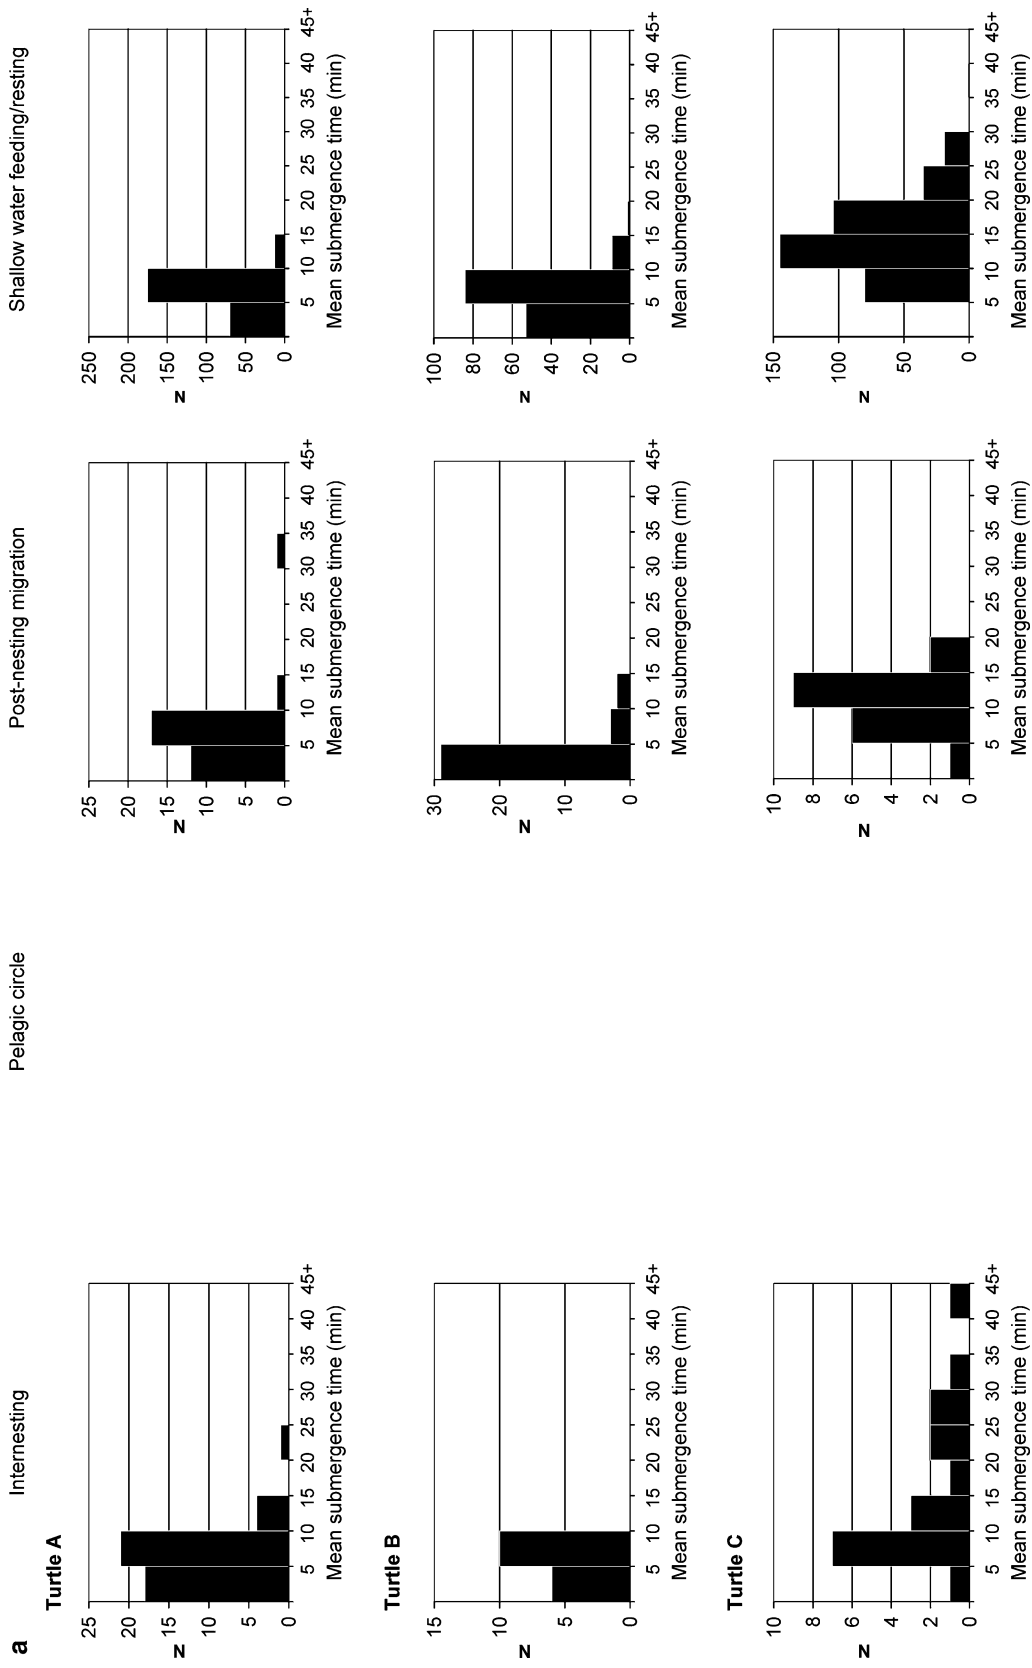 a
Internesting
Pelagic circle
Post-nesting migration
Shallow water feeding/resting
Turtle A
25
20
15
10
5
0
N
5 10 15 20 25 30 35 40 45+
Mean submergence time (min)
25
20
15
10
5
0
N
5 10 15 20 25 30 35 40 45+
Mean submergence time (min)
250
200
150
100
50
0
N
5 10 15 20 25 30 35 40 45+
Mean submergence time (min)
Turtle B
15
10
5
0
N
5 10 15 20 25 30 35 40 45+
Mean submergence time (min)
30
20
10
0
N
5 10 15 20 25 30 35 40 45+
Mean submergence time (min)
100
80
60
40
20
0
N
5 10 15 20 25 30 35 40 45+
Mean submergence time (min)
Turtle C
10
8
6
4
2
0
N
5 10 15 20 25 30 35 40 45+
Mean submergence time (min)
10
8
6
4
2
0
N
5 10 15 20 25 30 35 40 45+
Mean submergence time (min)
150
100
50
0
N
5 10 15 20 25 30 35 40 45+
Mean submergence time (min)